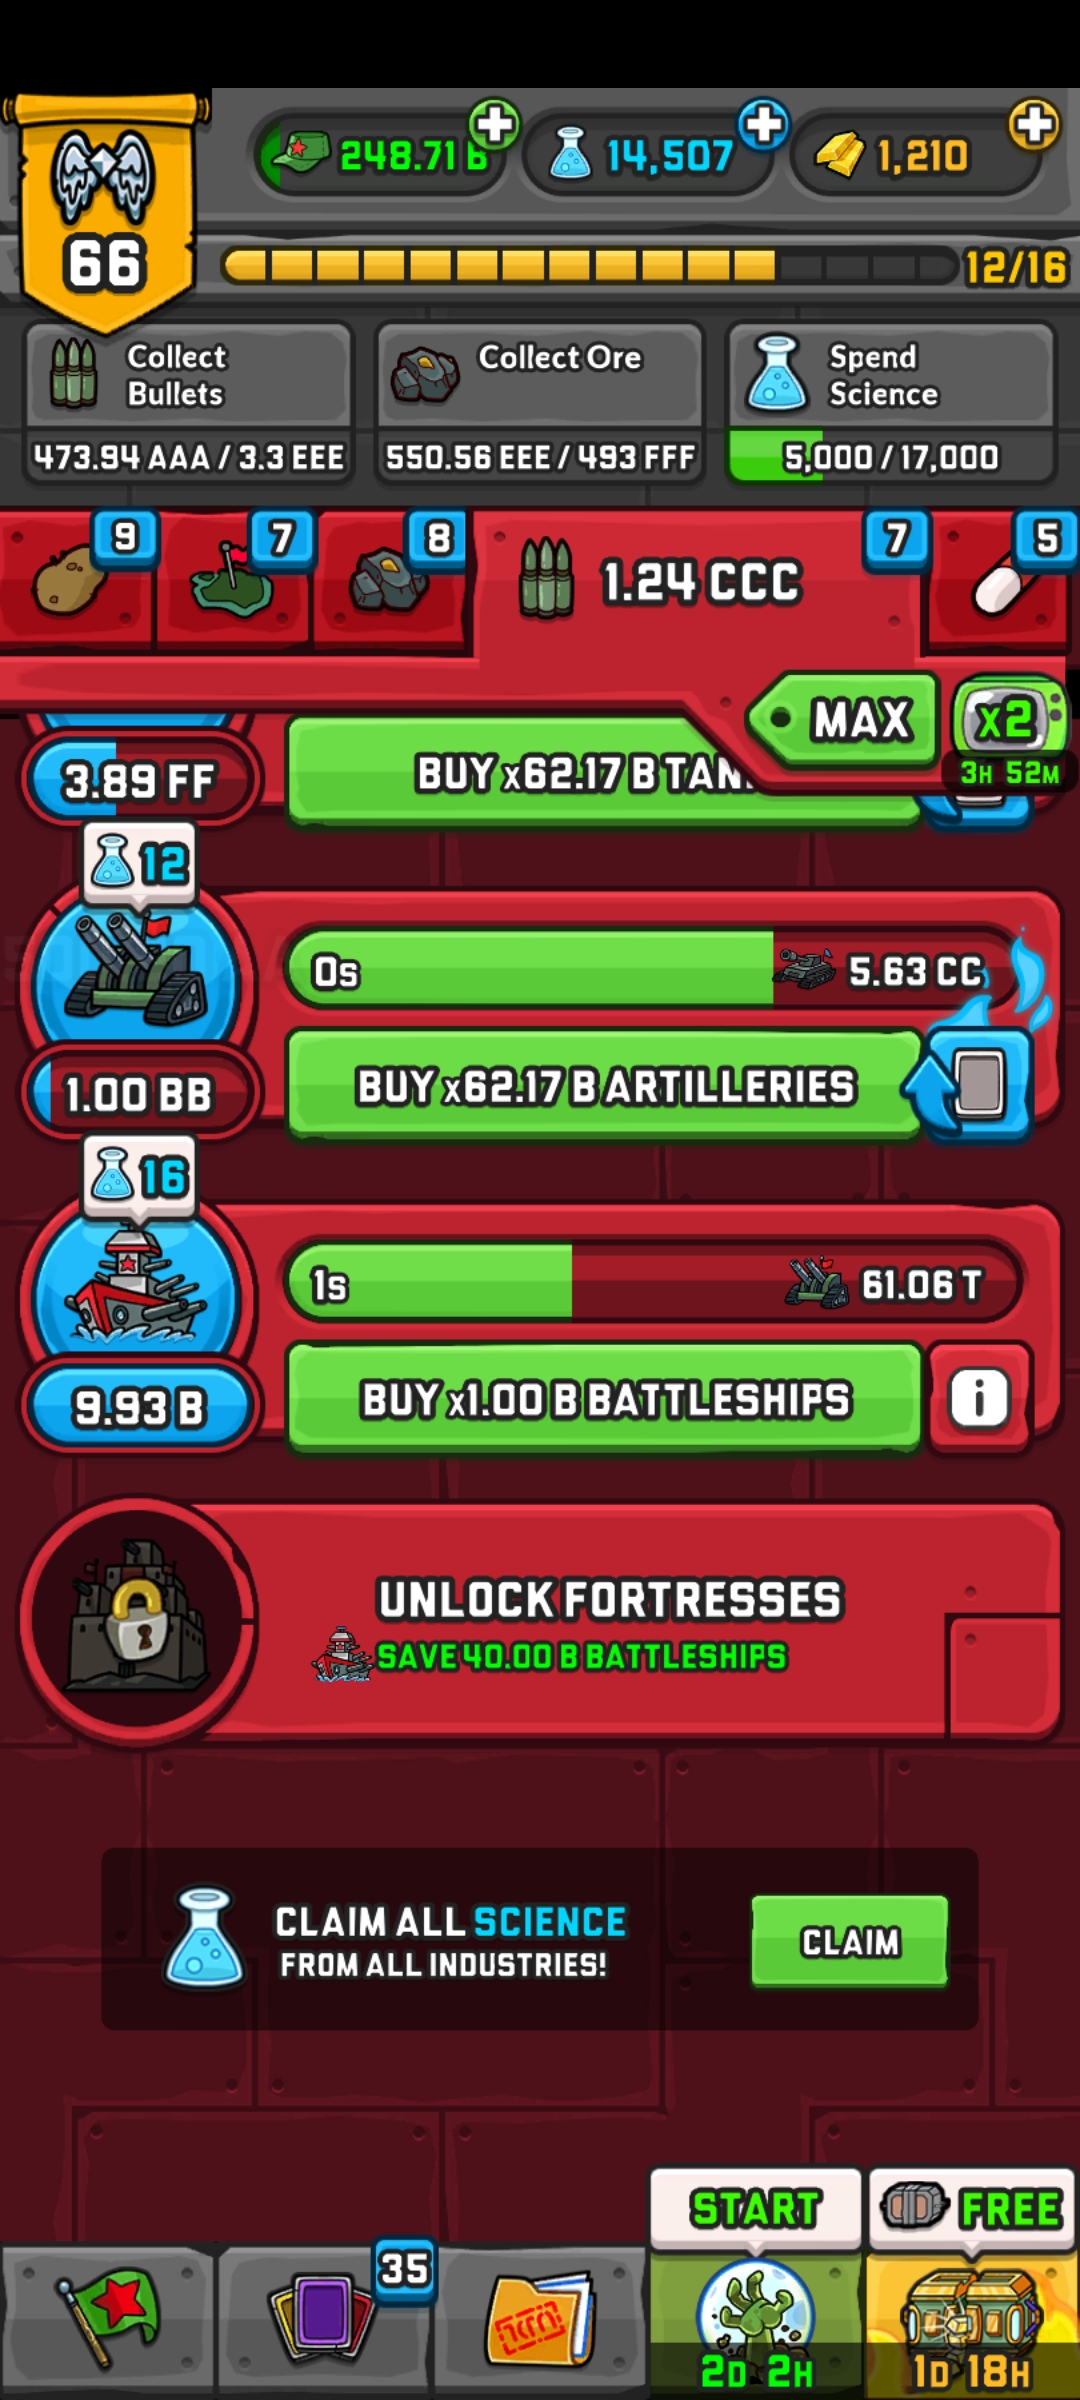 248.71 B
14,507
1,210
66
12/16
Collect
Bullets
473.94 AAA / 3.3 EEE
Collect Ore
550.56 EEE / 493 FFF
Spend
Science
5,000 / 17,000
9
7
8
1.24 CCC
7
5
MAX
x2
3H 52M
3.89 FF
BUY x62.17 B TAN
12
0s
5.63 CC
1.00 BB
BUY x62.17 B ARTILLERIES
16
1s
61.06 T
9.93 B
BUY x1.00 B BATTLESHIPS
i
UNLOCK FORTRESSES
SAVE 40.00 B BATTLESHIPS
CLAIM ALL SCIENCE
FROM ALL INDUSTRIES!
CLAIM
35
START
2D 2H
FREE
1D 18H